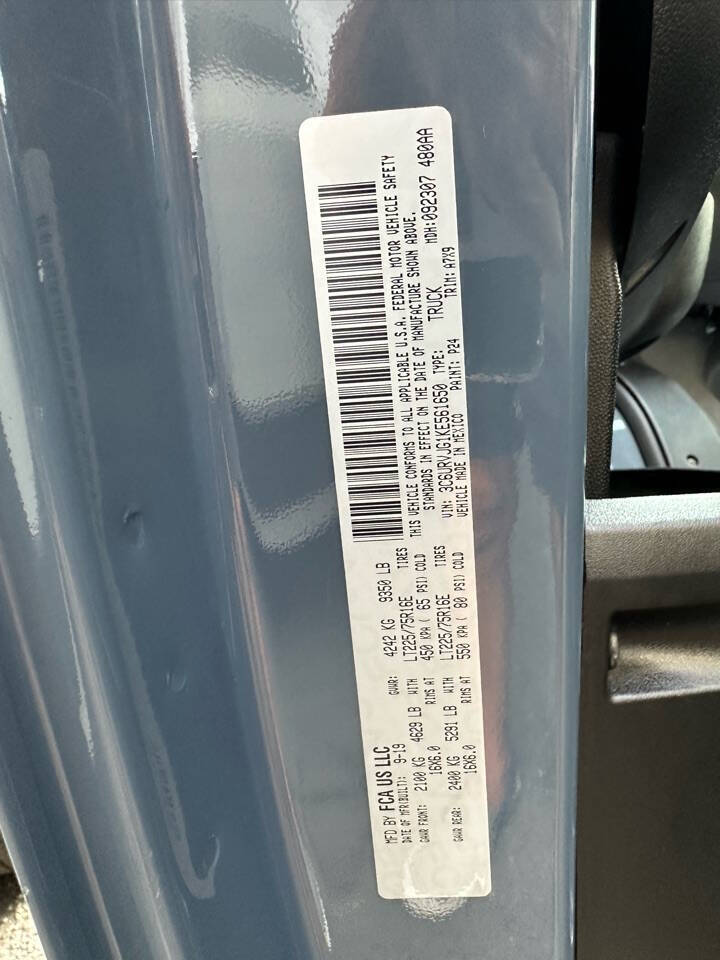 MFD BY FCA US LLC
DATE OF MFR(BUILT): 9-19 GVWR: 4242 KG 9350 LB
GAWR FRONT: 2100 KG 4629 LB WITH LT225/75R16E TIRES
16X6.0 RIMS AT 450 KPA ( 65 PSI) COLD
GAWR REAR: 2400 KG 5291 LB WITH LT225/75R16E TIRES
16X6.0 RIMS AT 550 KPA ( 80 PSI) COLD
THIS VEHICLE CONFORMS TO ALL APPLICABLE U.S.A. FEDERAL MOTOR VEHICLE SAFETY
STANDARDS IN EFFECT ON THE DATE OF MANUFACTURE SHOWN ABOVE.
VIN: 3C6URVJG1KE561650 TYPE: TRUCK MDH:092307 480AA
VEHICLE MADE IN MEXICO PAINT: P24 TRIM: A7X9